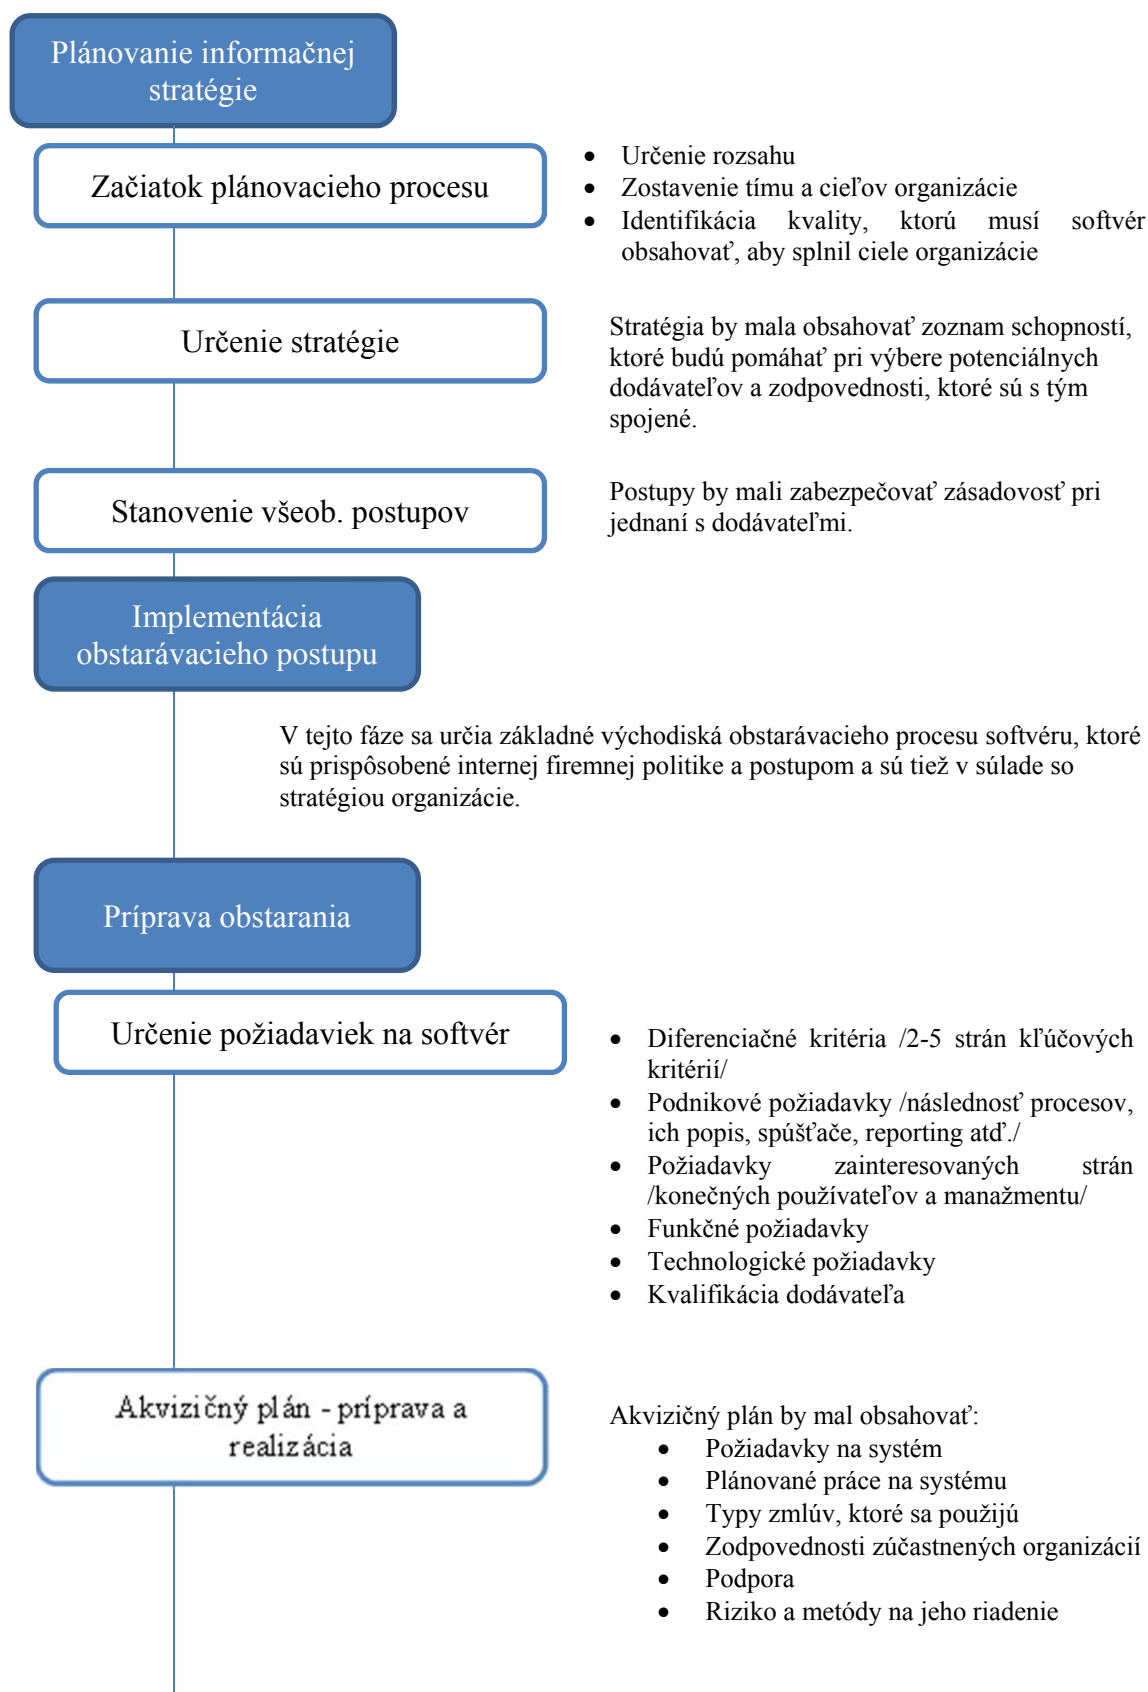 Plánovanie informačnej
stratégie
Začiatok plánovacieho procesu
• Určenie rozsahu
• Zostavenie tímu a cieľov organizácie
• Identifikácia kvality, ktorú musí softvér
obsahovať, aby splnil ciele organizácie
Určenie stratégie
Stratégia by mala obsahovať zoznam schopností,
ktoré budú pomáhať pri výbere potenciálnych
dodávateľov a zodpovednosti, ktoré sú s tým
spojené.
Stanovenie všeob. postupov
Postupy by mali zabezpečovať zásadovosť pri
jednaní s dodávateľmi.
Implementácia
obstarávacieho postupu
V tejto fáze sa určia základné východiská obstarávacieho procesu softvéru, ktoré
sú prispôsobené internej firemnej politike a postupom a sú tiež v súlade so
stratégiou organizácie.
Príprava obstarania
Určenie požiadaviek na softvér
• Diferenciačné kritéria /2-5 strán kľúčových
kritérií/
• Podnikové požiadavky /následnosť procesov,
ich popis, spúšťače, reporting atď./
• Požiadavky zainteresovaných strán
/konečných používateľov a manažmentu/
• Funkčné požiadavky
• Technologické požiadavky
• Kvalifikácia dodávateľa
Akvizičný plán - príprava a
realizácia
Akvizičný plán by mal obsahovať:
• Požiadavky na systém
• Plánované práce na systému
• Typy zmlúv, ktoré sa použijú
• Zodpovednosti zúčastnených organizácií
• Podpora
• Riziko a metódy na jeho riadenie